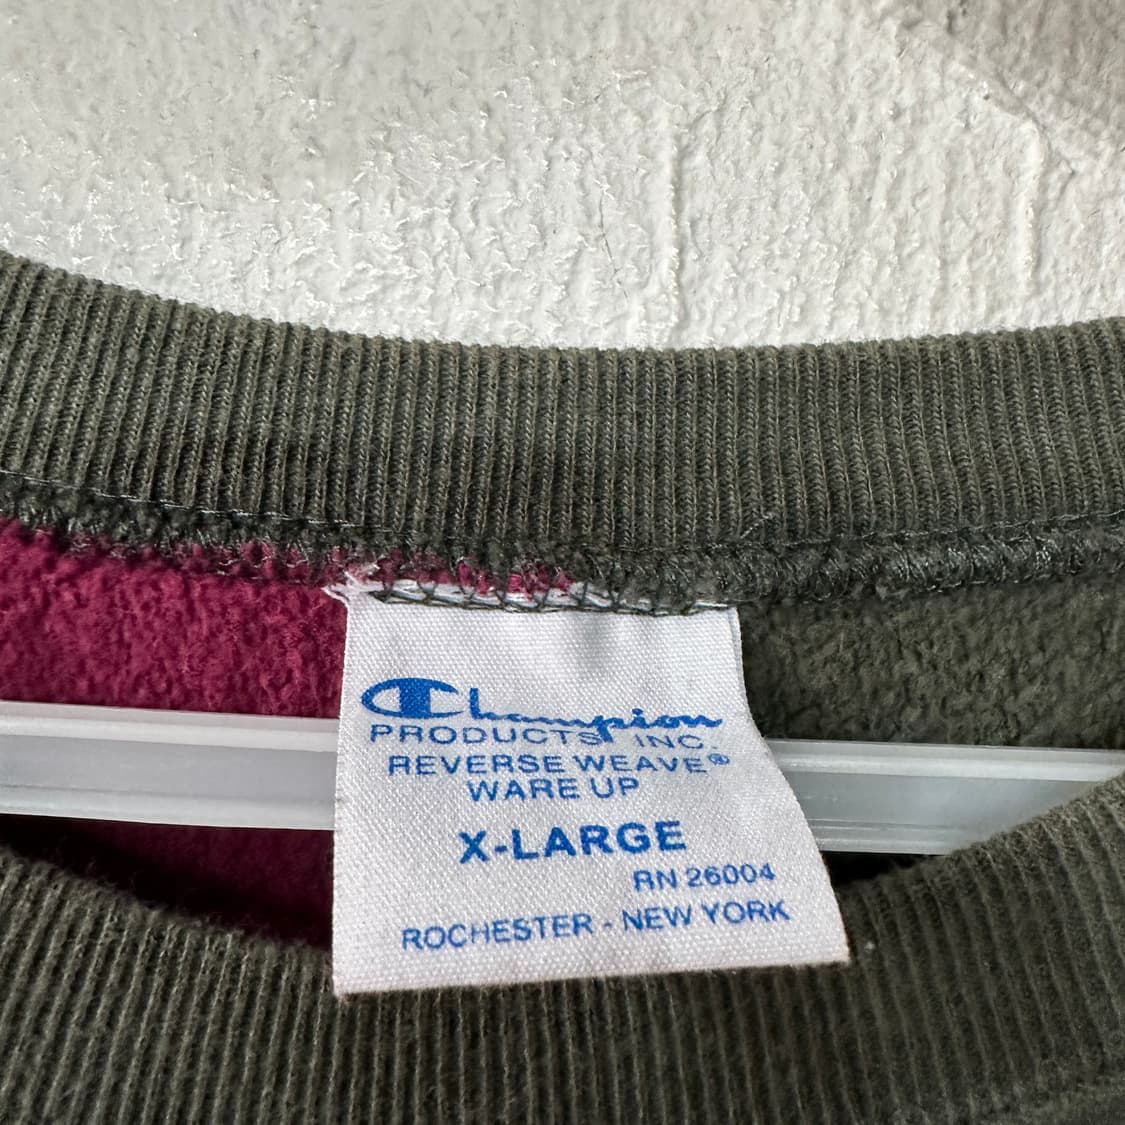 Champion
PRODUCTS INC.
REVERSE WEAVE®
WARE UP
X-LARGE
RN 26004
ROCHESTER - NEW YORK